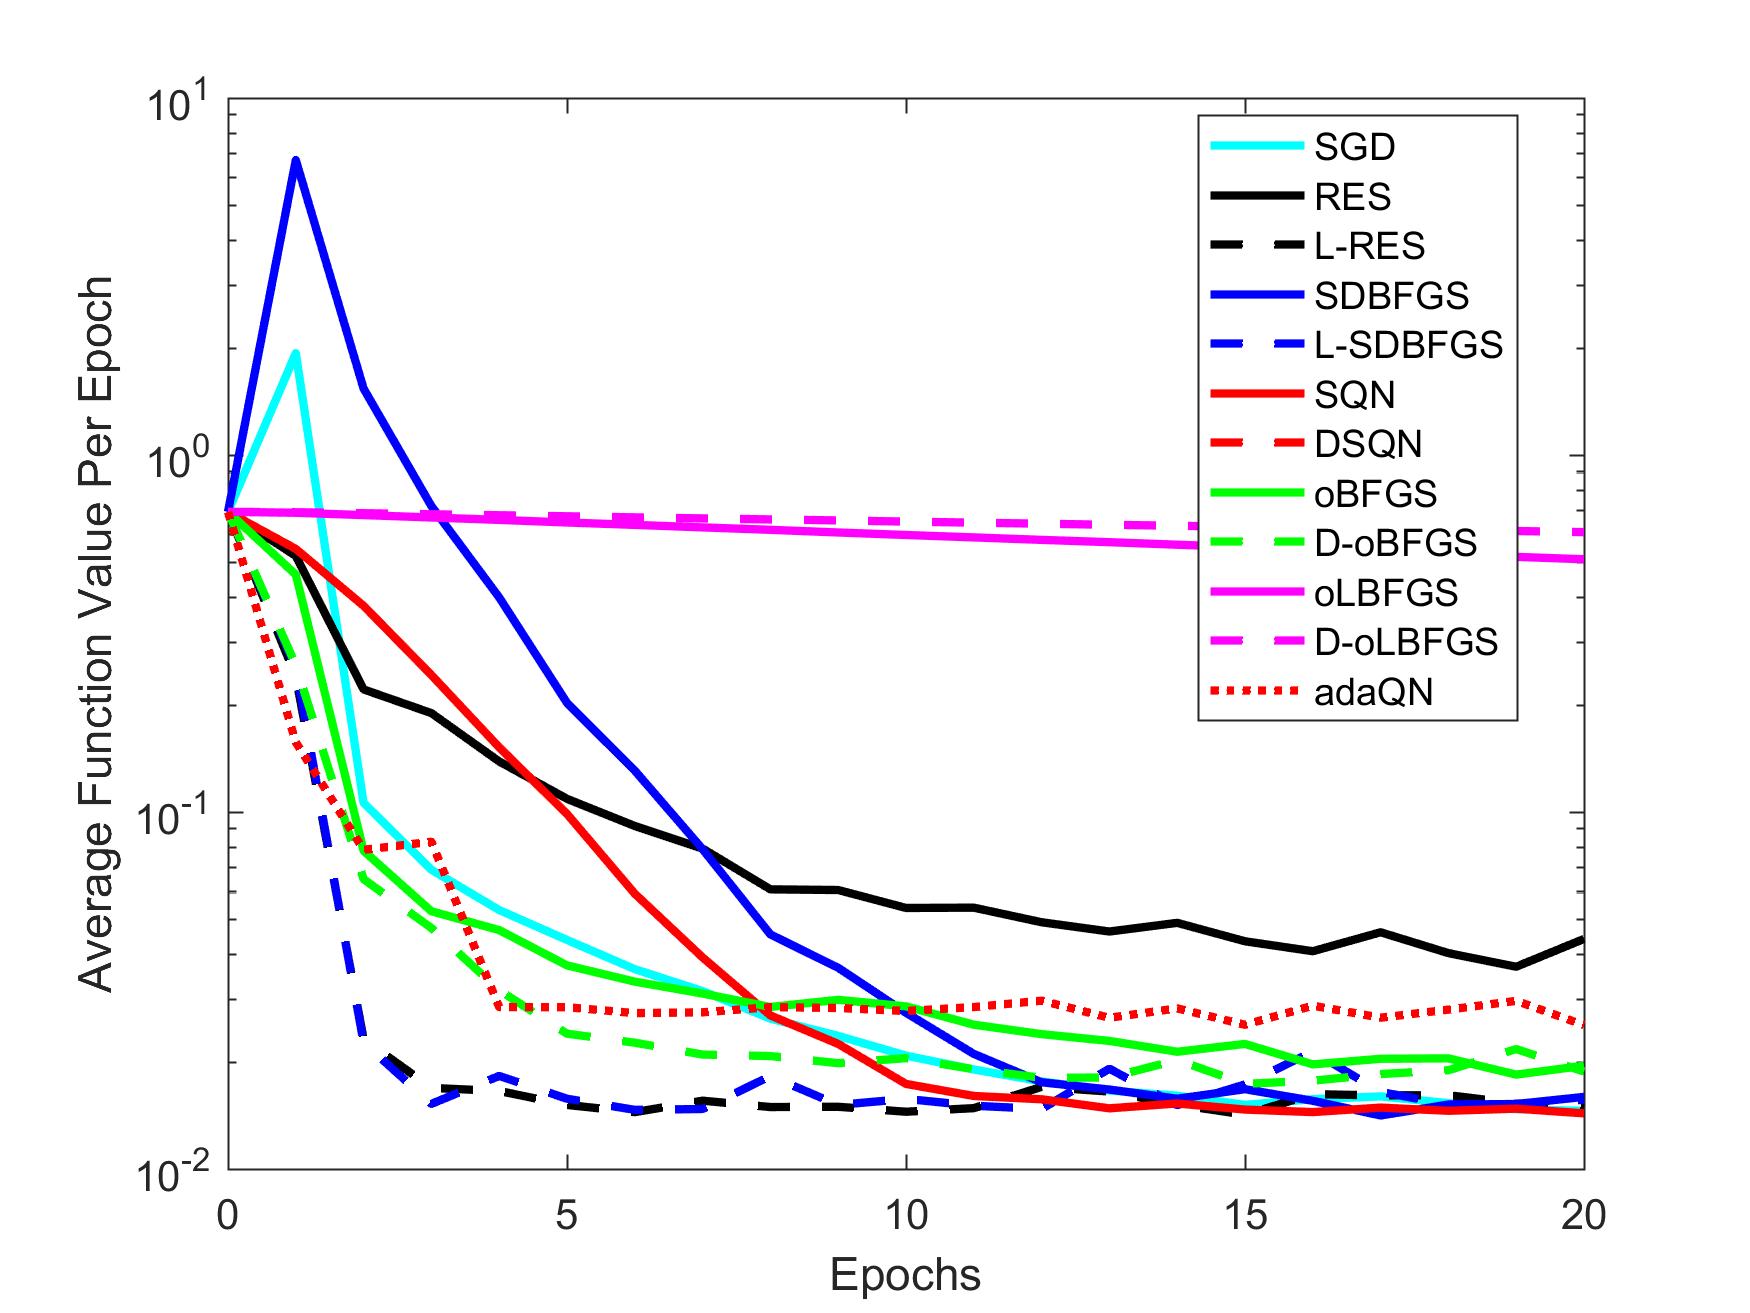 10^1
10^0
10^-1
10^-2
Average Function Value Per Epoch
SGD
RES
L-RES
SDBFGS
L-SDBFGS
SQN
DSQN
oBFGS
D-oBFGS
oLBFGS
D-oLBFGS
adaQN
0 5 10 15 20
Epochs